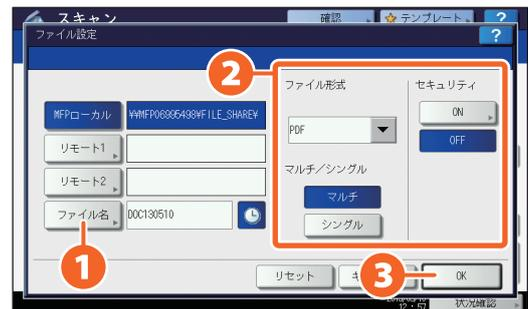 スキャン
確認
テンプレート
?
ファイル設定
?
2
ファイル形式
セキュリティ
MFPローカル
¥¥MFP06995498¥FILE_SHARE¥
ON
PDF
OFF
リモート1
マルチ/シングル
リモート2
マルチ
ファイル名
DOC130510
シングル
1
3
リセット
OK
12:57
状況確認